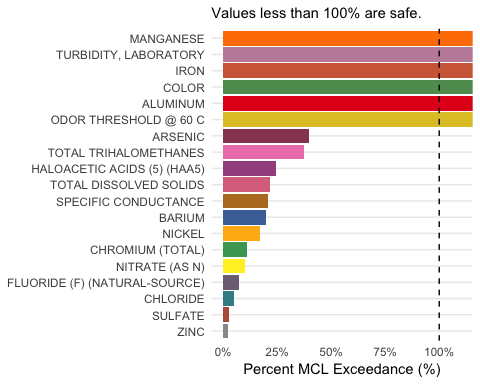 Values less than 100% are safe.
MANGANESE
TURBIDITY, LABORATORY
IRON
COLOR
ALUMINUM
ODOR THRESHOLD @ 60 C
ARSENIC
TOTAL TRIHALOMETHANES
HALOACETIC ACIDS (5) (HAA5)
TOTAL DISSOLVED SOLIDS
SPECIFIC CONDUCTANCE
BARIUM
NICKEL
CHROMIUM (TOTAL)
NITRATE (AS N)
FLUORIDE (F) (NATURAL-SOURCE)
CHLORIDE
SULFATE
ZINC
0% 25% 50% 75% 100%
Percent MCL Exceedance (%)